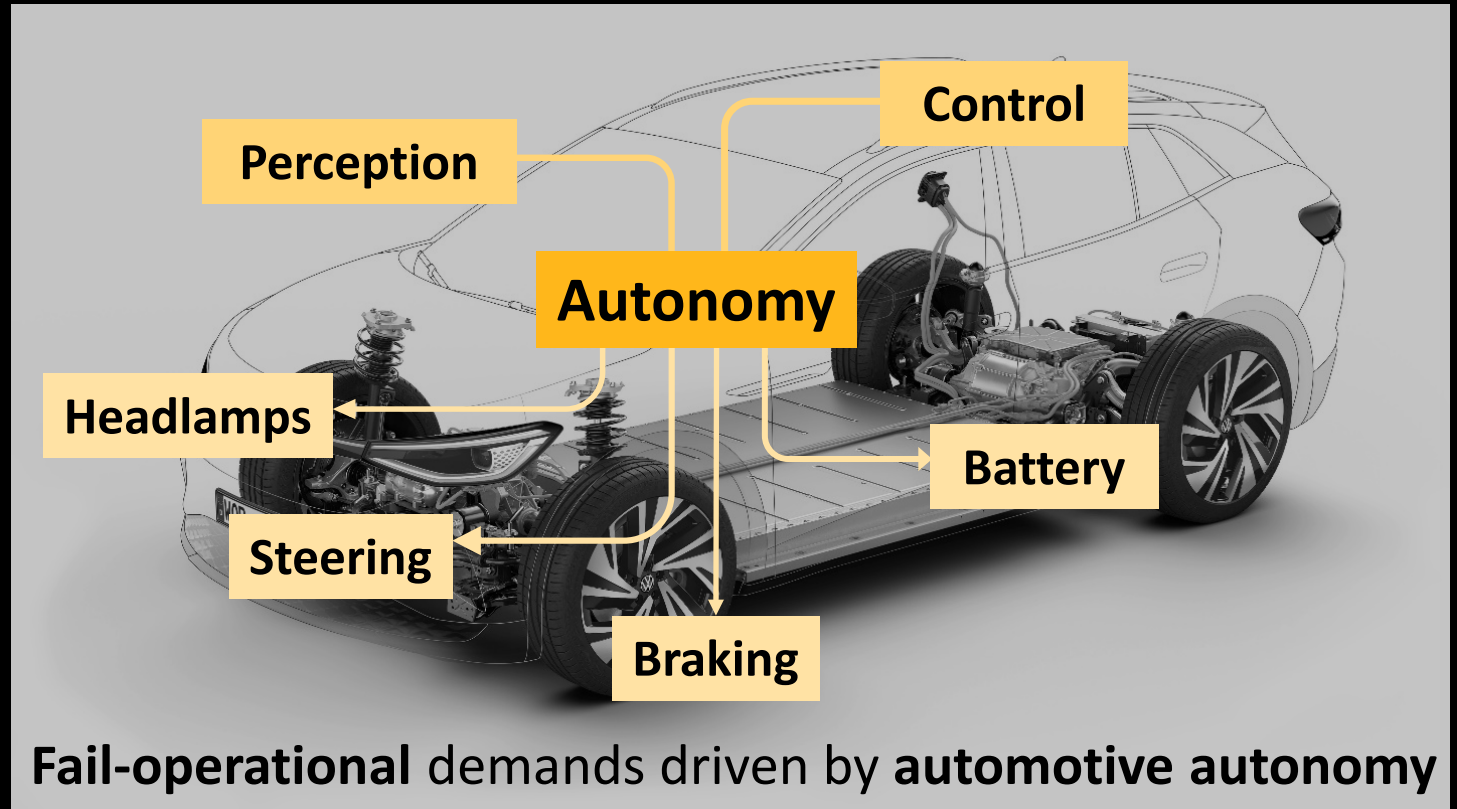 Control
Perception
Autonomy
Headlamps
Battery
Steering
Braking
Fail-operational demands driven by automotive autonomy